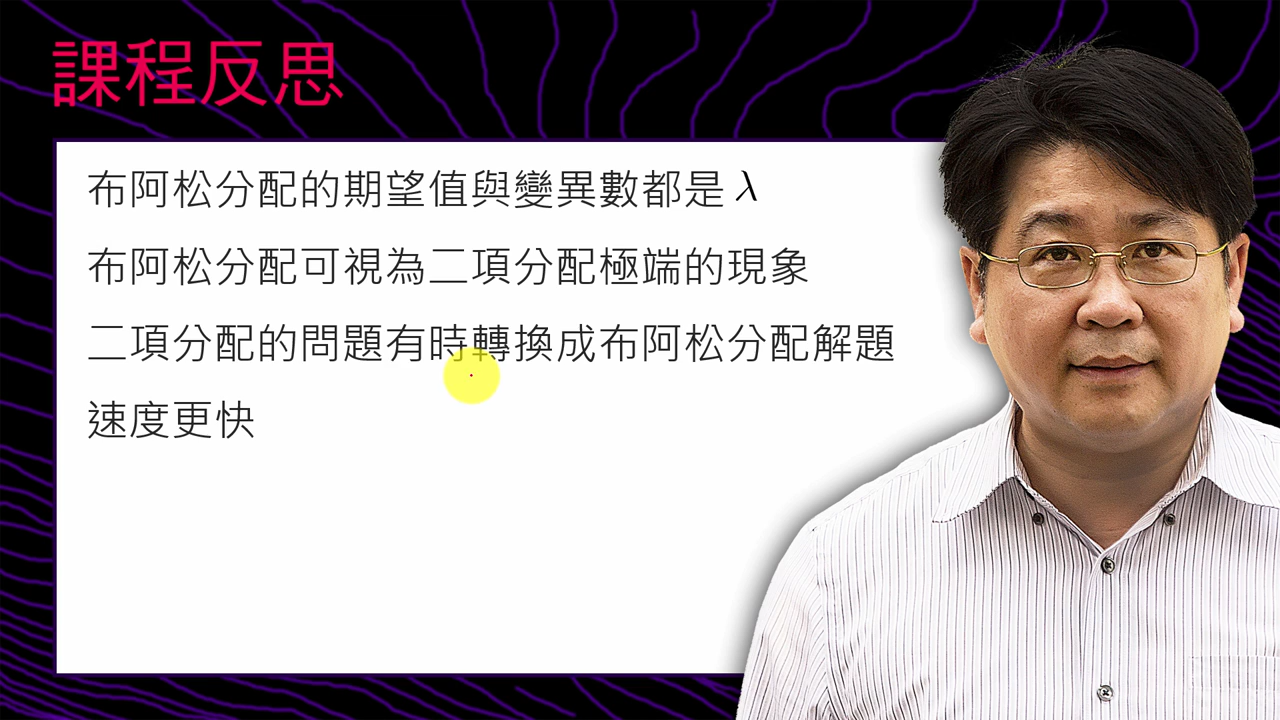 課程反思
布阿松分配的期望值與變異數都是 λ
布阿松分配可視為二項分配極端的現象
二項分配的問題有時轉換成布阿松分配解題
速度更快